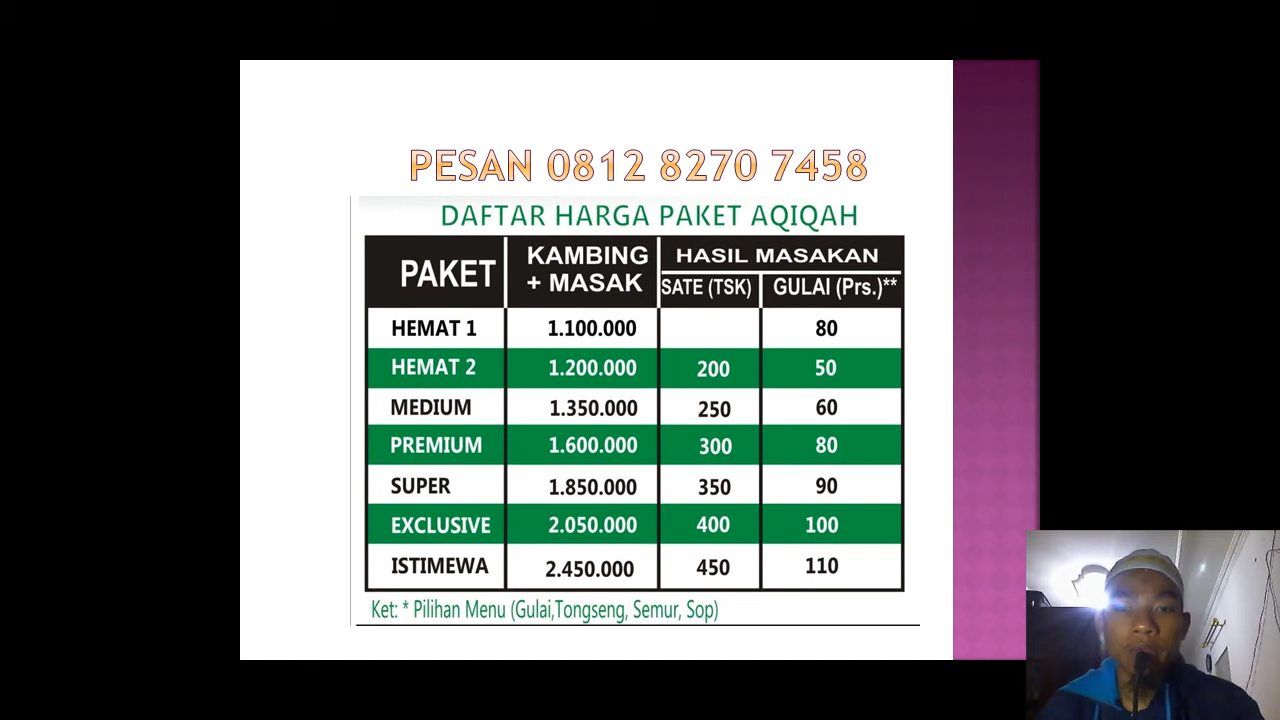 PESAN 0812 8270 7458
DAFTAR HARGA PAKET AQIQAH
PAKET KAMBING + MASAK HASIL MASAKAN
SATE (TSK) GULAI (Prs.)**
HEMAT 1 1.100.000 80
HEMAT 2 1.200.000 200 50
MEDIUM 1.350.000 250 60
PREMIUM 1.600.000 300 80
SUPER 1.850.000 350 90
EXCLUSIVE 2.050.000 400 100
ISTIMEWA 2.450.000 450 110
Ket: * Pilihan Menu (Gulai,Tongseng, Semur, Sop)